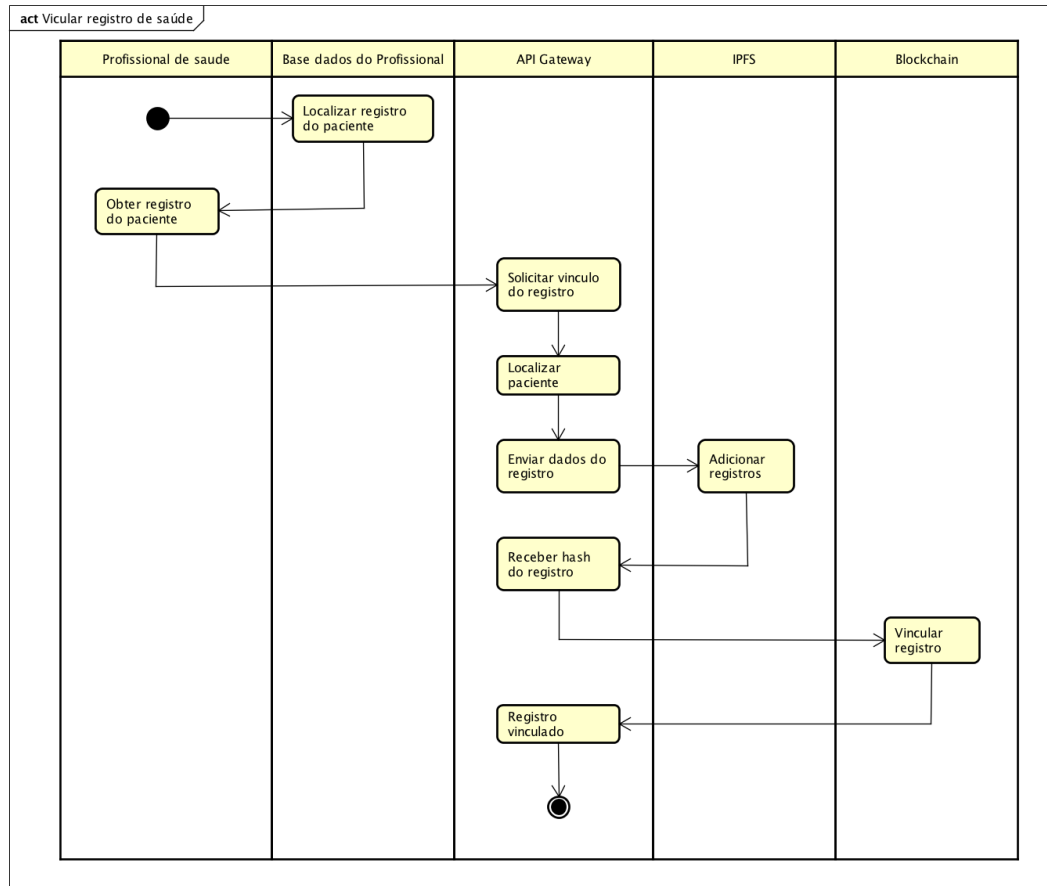 act Vicular registro de saúde
Profissional de saude
Base dados do Profissional
API Gateway
IPFS
Blockchain
Localizar registro
do paciente
Obter registro
do paciente
Solicitar vinculo
do registro
Localizar
paciente
Enviar dados do
registro
Adicionar
registros
Receber hash
do registro
Vincular
registro
Registro
vinculado